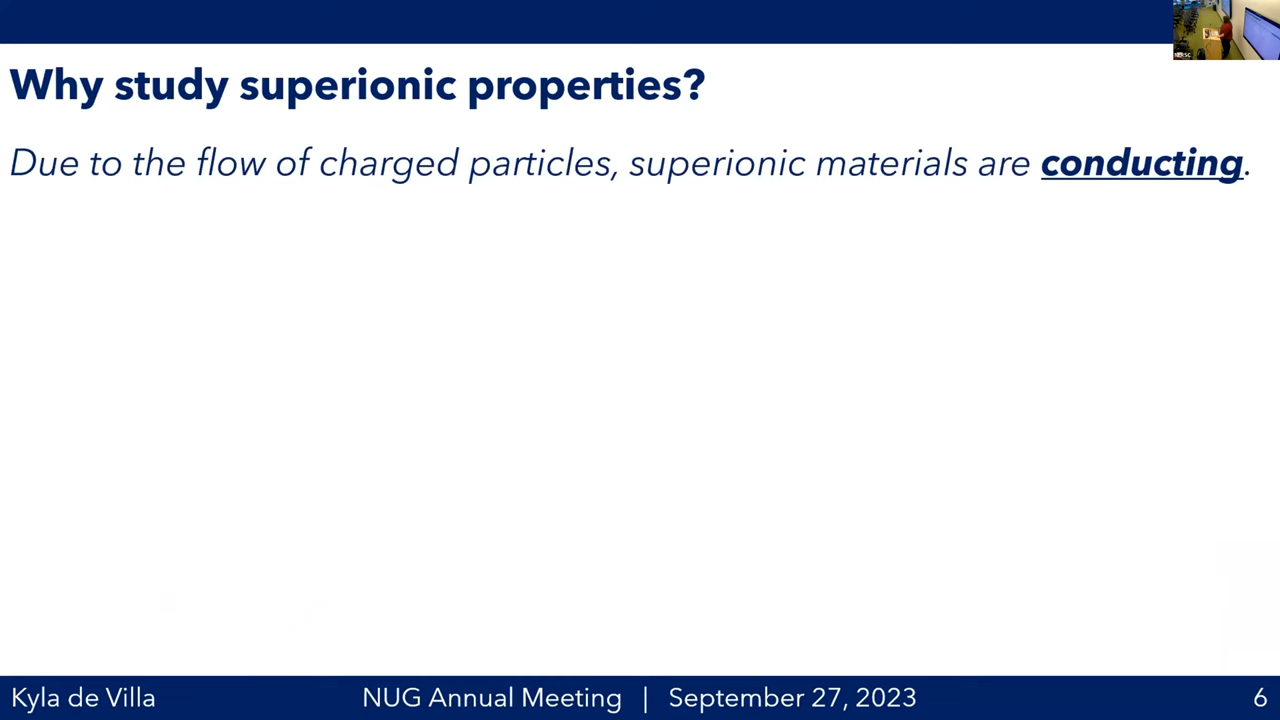 Why study superionic properties?
Due to the flow of charged particles, superionic materials are conducting.
Kyla de Villa NUG Annual Meeting | September 27, 2023 6